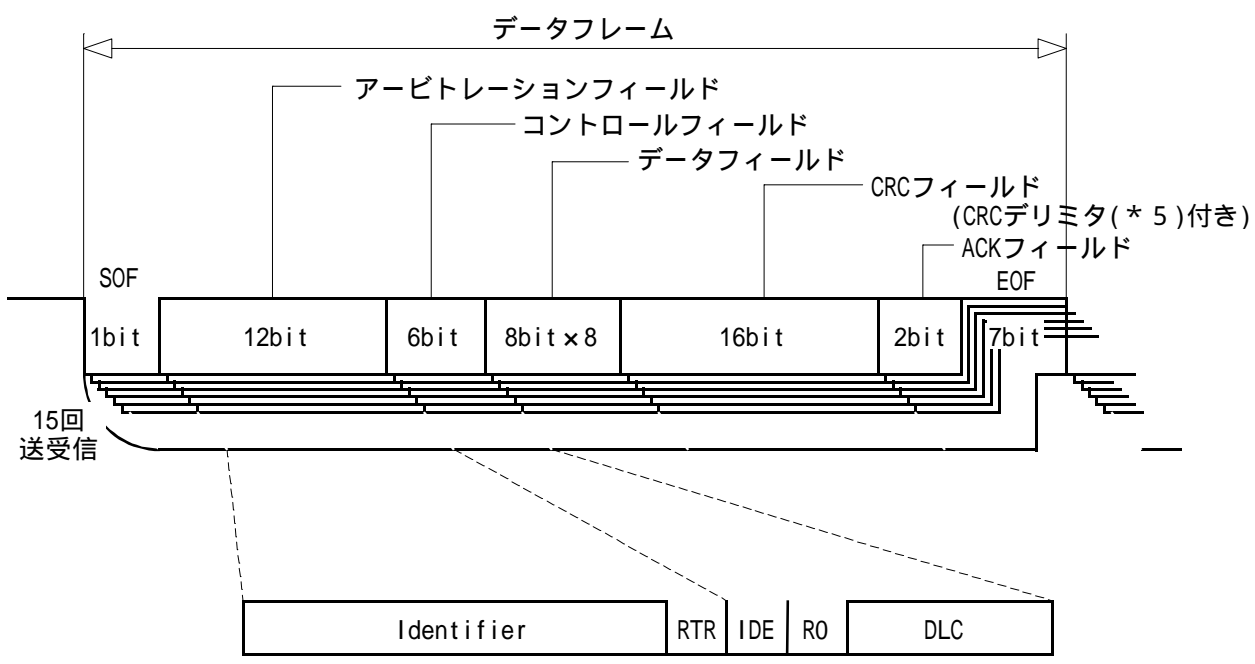 データフレーム
アービトレーションフィールド
コントロールフィールド
データフィールド
CRCフィールド
(CRCデリミタ(*5)付き)
ACKフィールド
SOF
EOF
1bit 12bit 6bit 8bit×8 16bit 2bit 7bit
15回
送受信
Identifier RTR IDE R0 DLC